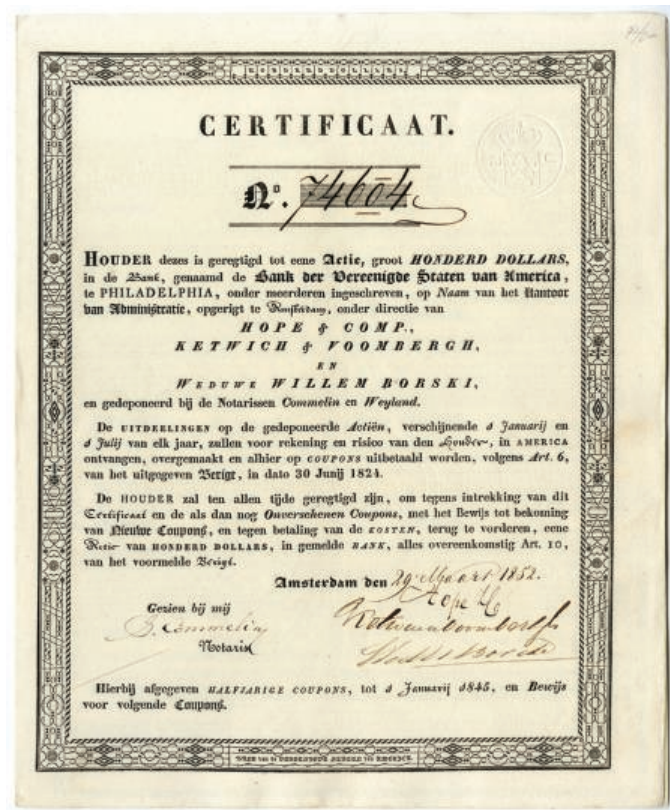 HONDERD DOLLARS
CERTIFICAAT.
No. 74604
HOUDER dezes is geregtigd tot eene Actie, groot HONDERD DOLLARS,
in de Bank, genaamd de Bank der Vereenigde Staten van America,
te PHILADELPHIA, onder meerderen ingeschreven, op Naam van het Kantoor
van Administratie, opgerigt te Amsterdam, onder directie van
HOPE & COMP.,
KETWICH & VOOMBERGH,
EN
WEDUWE WILLEM BORSKI,
en gedeponeerd bij de Notarissen Commelin en Weyland.
De UITDEELINGEN op de gedeponeerde Actiën, verschijnende 1 Januarij en
1 Julij van elk jaar, zullen voor rekening en risico van den Houder, in AMERICA
ontvangen, overgemaakt en alhier op COUPONS uitbetaald worden, volgens Art. 6,
van het uitgegeven Berigt, in dato 30 Junij 1824.
De HOUDER zal ten allen tijde geregtigd zijn, om tegens intrekking van dit
Certificaat en de als dan nog Onverschenen Coupons, met het Bewijs tot bekoming
van Nieuwe Coupons, en tegen betaling van de KOSTEN, terug te vorderen, eene
Actie van HONDERD DOLLARS, in gemelde BANK, alles overeenkomstig Art. 10,
van het voormelde Berigt.
Amsterdam den 29 Maart 1832.
Gezien bij mij
Hope & C
Commelin
Ketwich & Voombergh
Notaris
Wed W Borski
Hierbij afgegeven HALFJARIGE COUPONS, tot 1 Januarij 1845, en Bewijs
voor volgende Coupons.